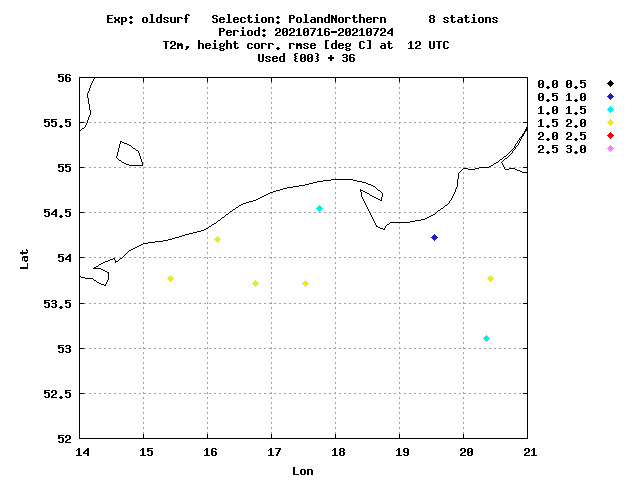 Exp: oldsurf   Selection: PolandNorthern      8 stations
Period: 20210716-20210724
T2m, height corr. rmse [deg C] at  12 UTC
Used {00} + 36
0.0 0.5
0.5 1.0
1.0 1.5
1.5 2.0
2.0 2.5
2.5 3.0
56
55.5
55
54.5
54
53.5
53
52.5
52
Lat
14 15 16 17 18 19 20 21
Lon